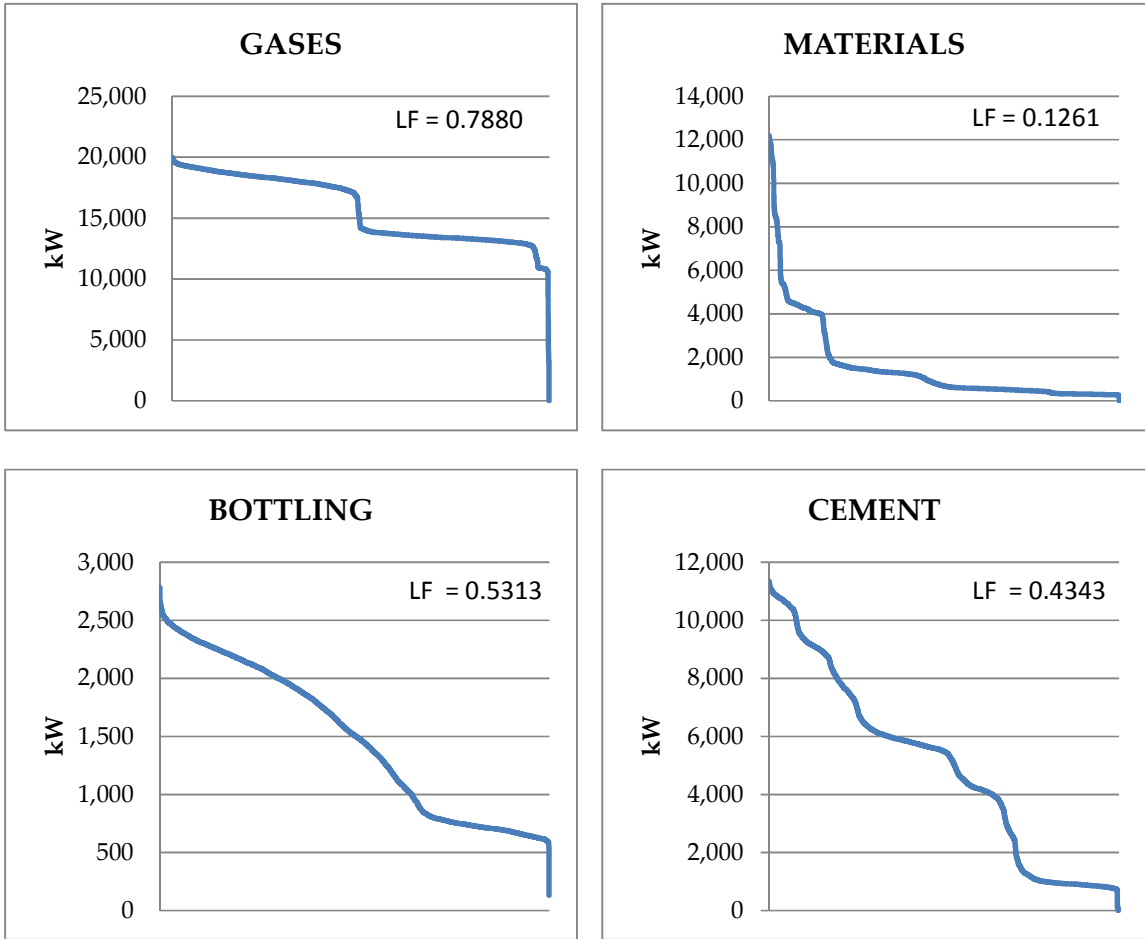 GASES
LF = 0.7880
kW
25,000
20,000
15,000
10,000
5,000
0
MATERIALS
LF = 0.1261
kW
14,000
12,000
10,000
8,000
6,000
4,000
2,000
0
BOTTLING
LF = 0.5313
kW
3,000
2,500
2,000
1,500
1,000
500
0
CEMENT
LF = 0.4343
kW
12,000
10,000
8,000
6,000
4,000
2,000
0